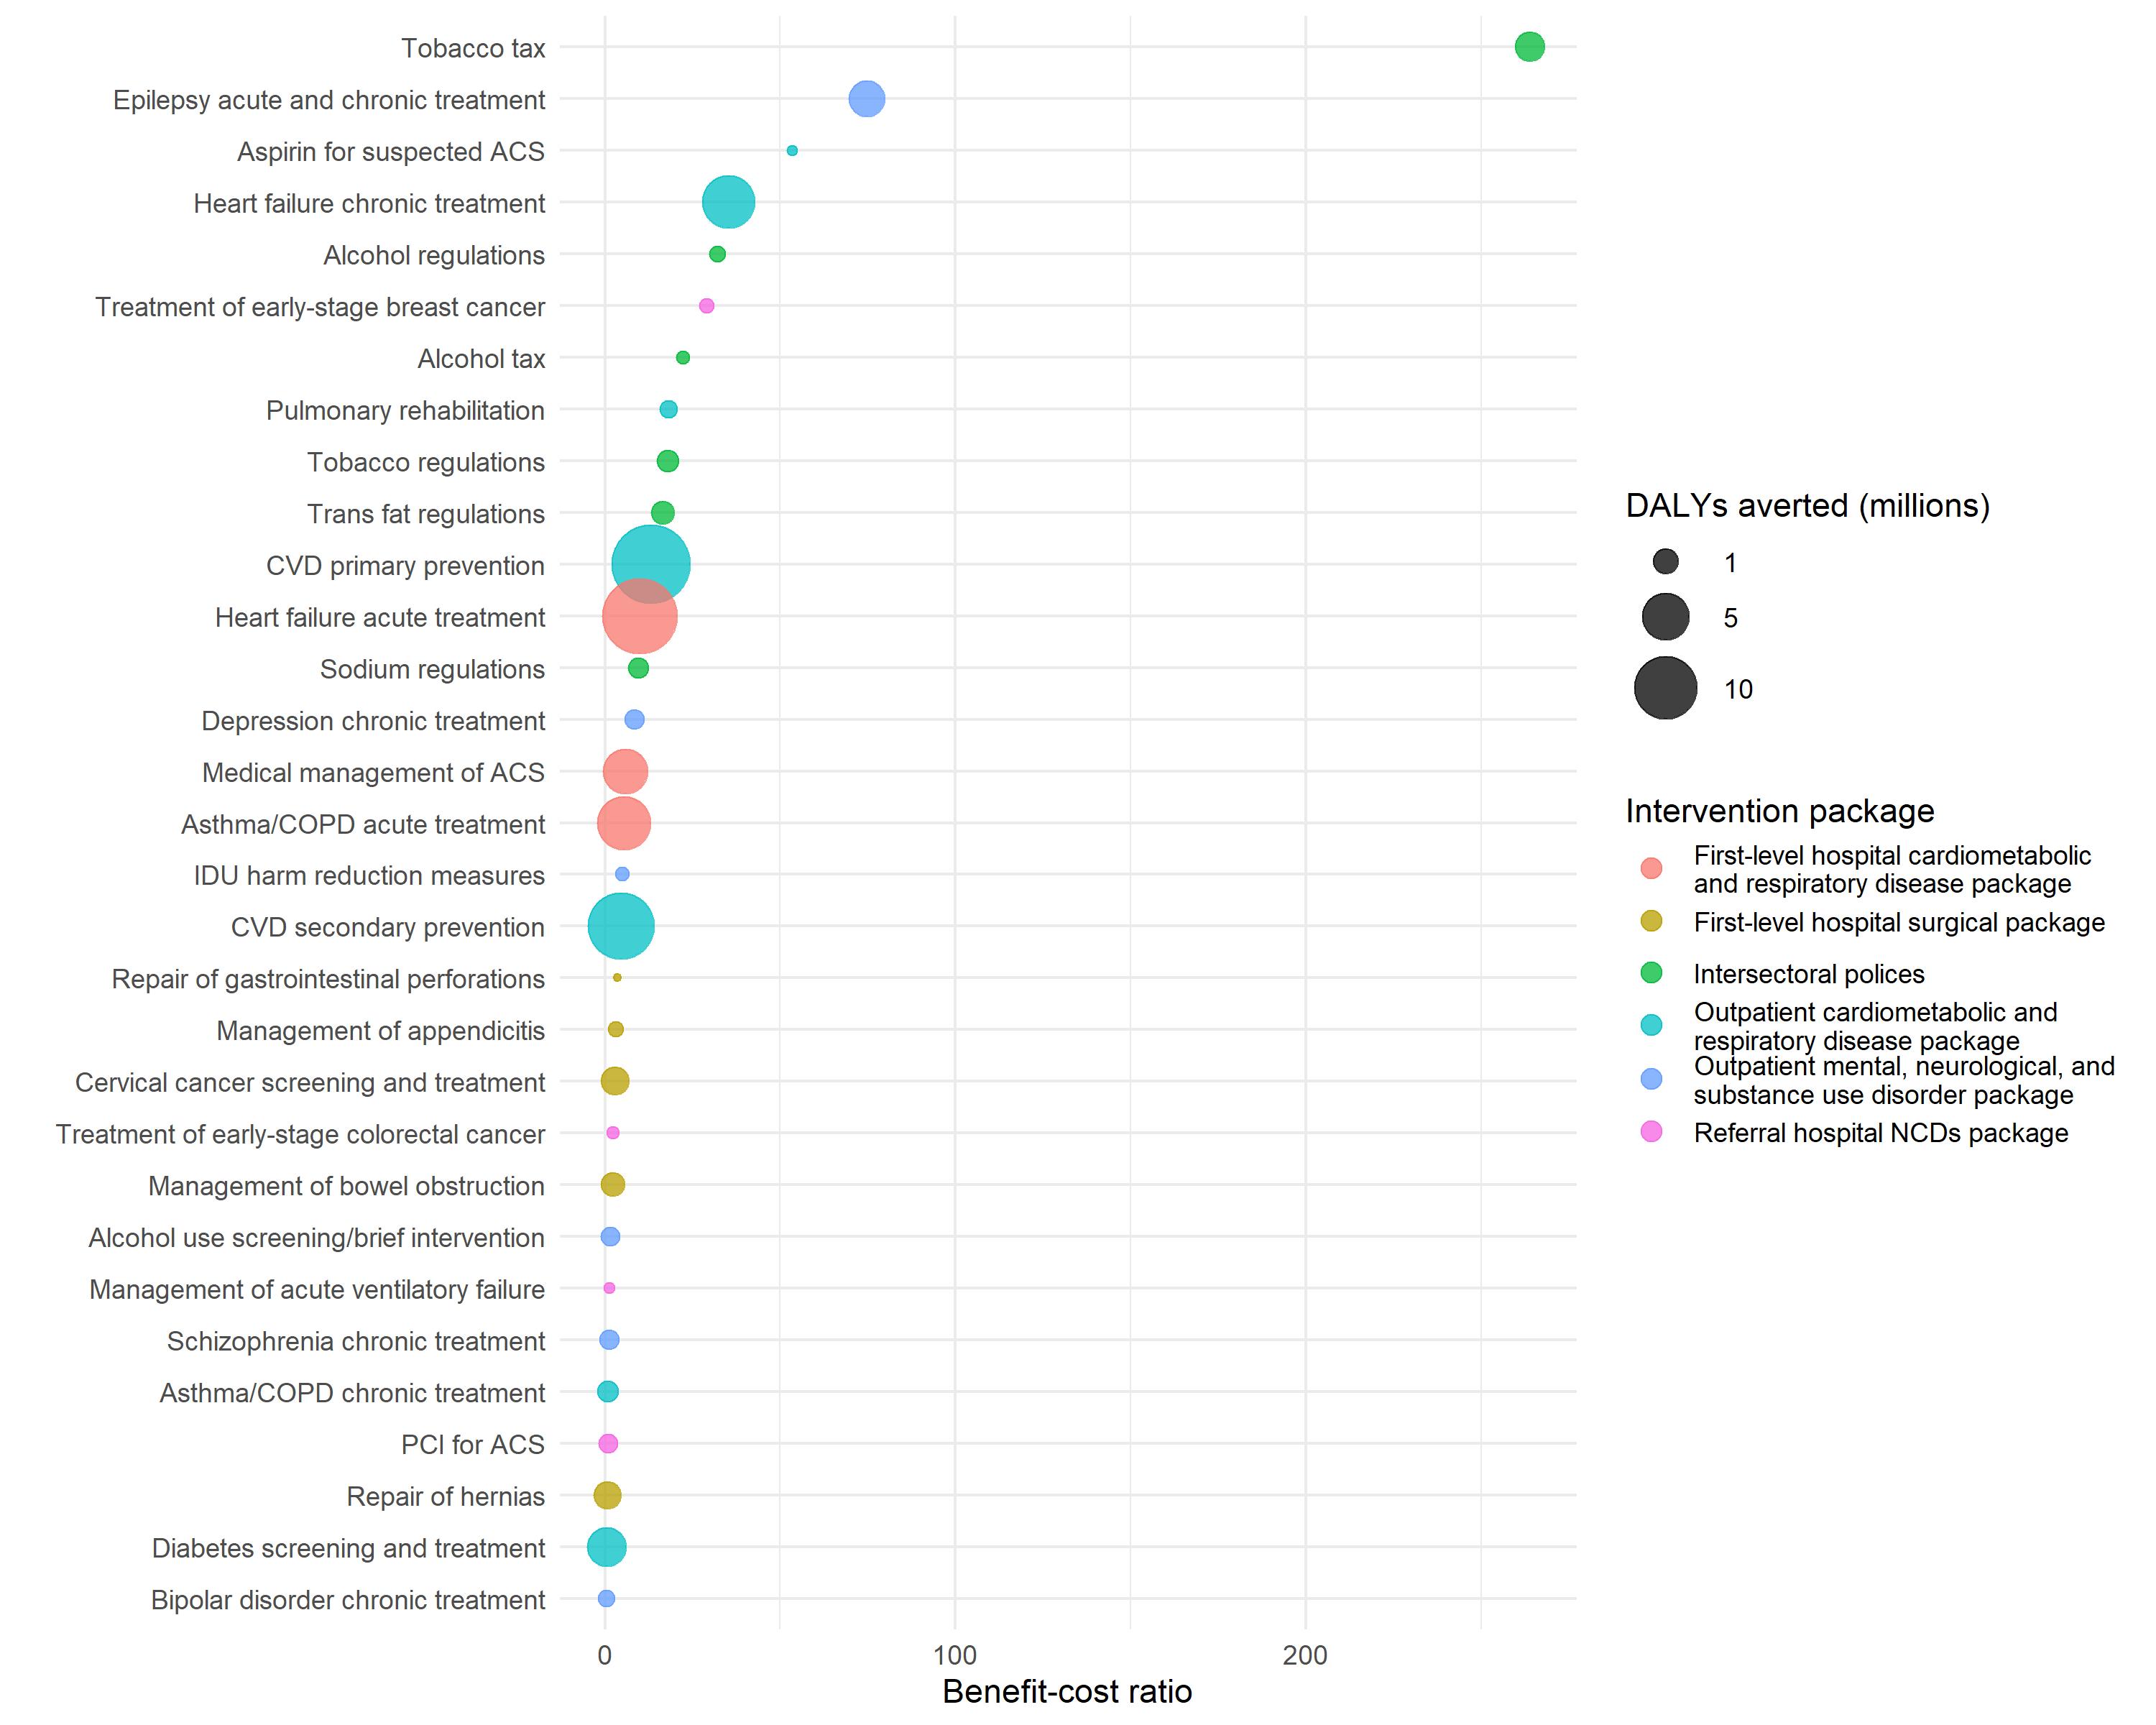 Tobacco tax
Epilepsy acute and chronic treatment
Aspirin for suspected ACS
Heart failure chronic treatment
Alcohol regulations
Treatment of early-stage breast cancer
Alcohol tax
Pulmonary rehabilitation
Tobacco regulations
Trans fat regulations
CVD primary prevention
Heart failure acute treatment
Sodium regulations
Depression chronic treatment
Medical management of ACS
Asthma/COPD acute treatment
IDU harm reduction measures
CVD secondary prevention
Repair of gastrointestinal perforations
Management of appendicitis
Cervical cancer screening and treatment
Treatment of early-stage colorectal cancer
Management of bowel obstruction
Alcohol use screening/brief intervention
Management of acute ventilatory failure
Schizophrenia chronic treatment
Asthma/COPD chronic treatment
PCI for ACS
Repair of hernias
Diabetes screening and treatment
Bipolar disorder chronic treatment
0 100 200
Benefit-cost ratio
DALYs averted (millions)
1
5
10
Intervention package
First-level hospital cardiometabolic
and respiratory disease package
First-level hospital surgical package
Intersectoral polices
Outpatient cardiometabolic and
respiratory disease package
Outpatient mental, neurological, and
substance use disorder package
Referral hospital NCDs package